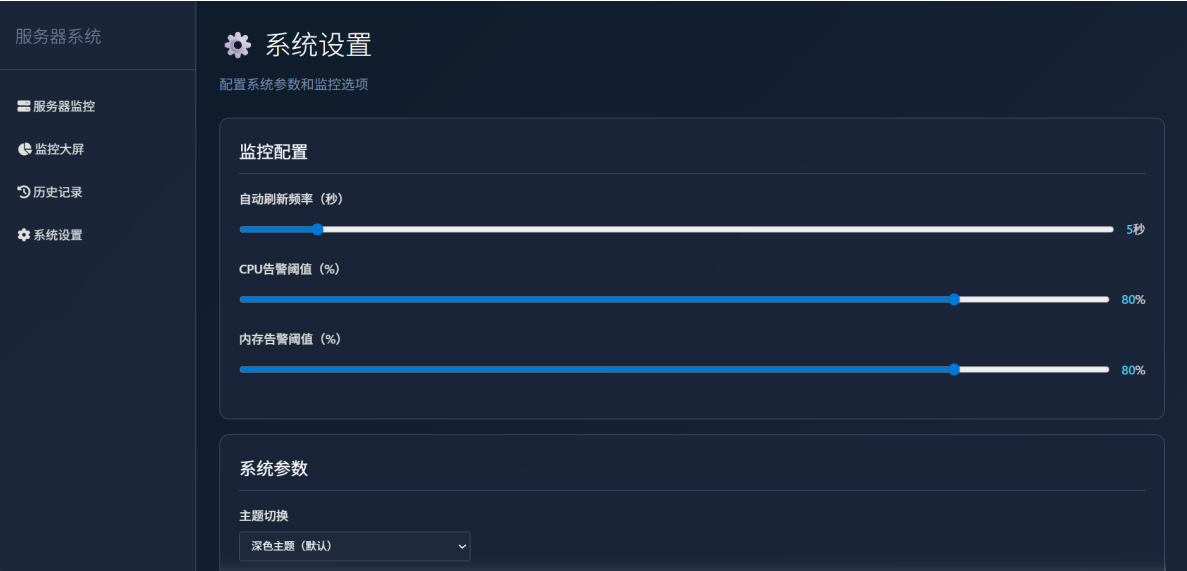 服务器系统
服务器监控
监控大屏
历史记录
系统设置
系统设置
配置系统参数和监控选项
监控配置
自动刷新频率（秒）
5秒
CPU告警阈值（%）
80%
内存告警阈值（%）
80%
系统参数
主题切换
深色主题（默认）